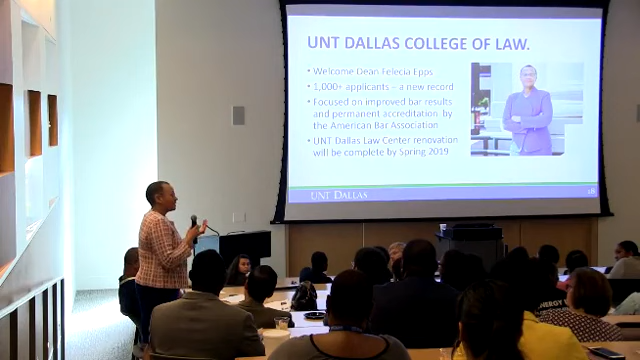 UNT DALLAS COLLEGE OF LAW.
• Welcome Dean Felecia Epps
• 1,000+ applicants – a new record
• Focused on improved bar results
and permanent accreditation by
the American Bar Association
• UNT Dallas Law Center renovation
will be complete by Spring 2019
UNT DALLAS